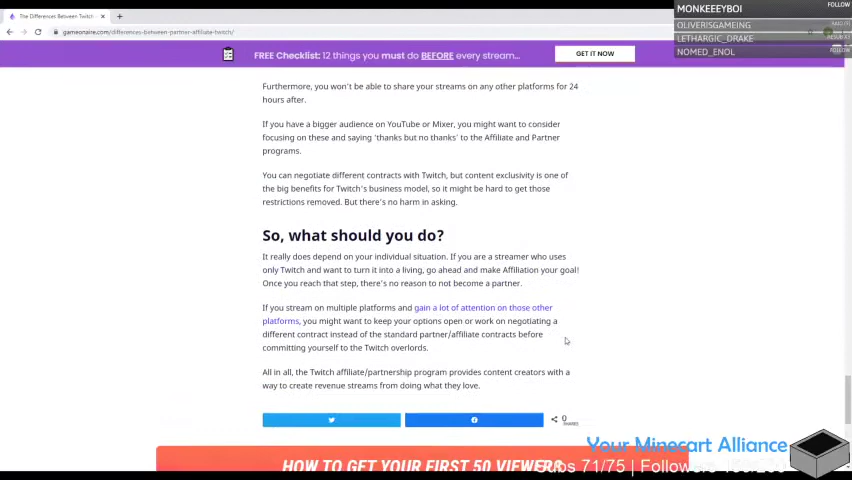 The Differences Between Twitch
gameonaire.com/differences-between-partner-affiliate-twitch/
MONKEEEYBOI
FOLLOW
OLIVERISGAMEING
LETHARGIC_DRAKE
NOMED_ENOL
FOLLOW
FREE Checklist: 12 things you must do BEFORE every stream...
GET IT NOW
Furthermore, you won't be able to share your streams on any other platforms for 24
hours after.
If you have a bigger audience on YouTube or Mixer, you might want to consider
focusing on these and saying 'thanks but no thanks' to the Affiliate and Partner
programs.
You can negotiate different contracts with Twitch, but content exclusivity is one of
the big benefits for Twitch's business model, so it might be hard to get those
restrictions removed. But there's no harm in asking.
So, what should you do?
It really does depend on your individual situation. If you are a streamer who uses
only Twitch and want to turn it into a living, go ahead and make Affiliation your goal!
Once you reach that step, there's no reason to not become a partner.
If you stream on multiple platforms and gain a lot of attention on those other
platforms, you might want to keep your options open or work on negotiating a
different contract instead of the standard partner/affiliate contracts before
committing yourself to the Twitch overlords.
All in all, the Twitch affiliate/partnership program provides content creators with a
way to create revenue streams from doing what they love.
0
SHARES
Your Minecart Alliance
HOW TO GET YOUR FIRST 50 VIEWERS
Subs 71/75 | Followers